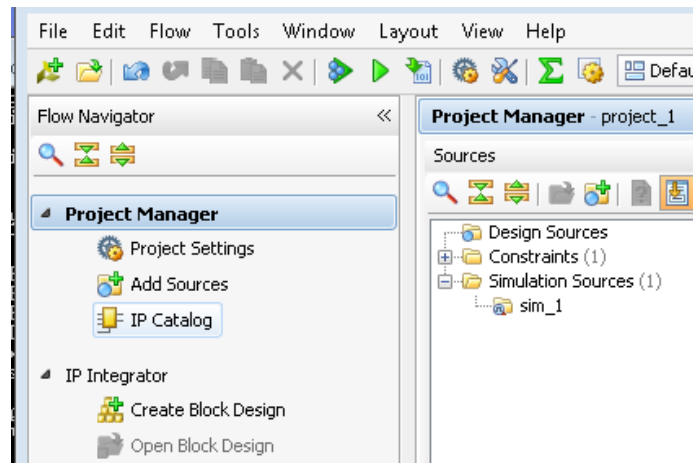 File Edit Flow Tools Window Layout View Help
Flow Navigator
Project Manager
Project Settings
Add Sources
IP Catalog
IP Integrator
Create Block Design
Open Block Design
Project Manager - project_1
Sources
Design Sources
Constraints (1)
Simulation Sources (1)
sim_1